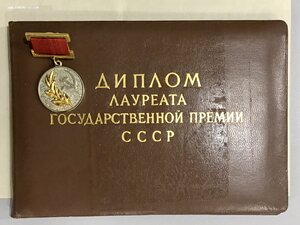 ДИПЛОМ
ЛАУРЕАТА
ГОСУДАРСТВЕННОЙ ПРЕМИИ
СССР